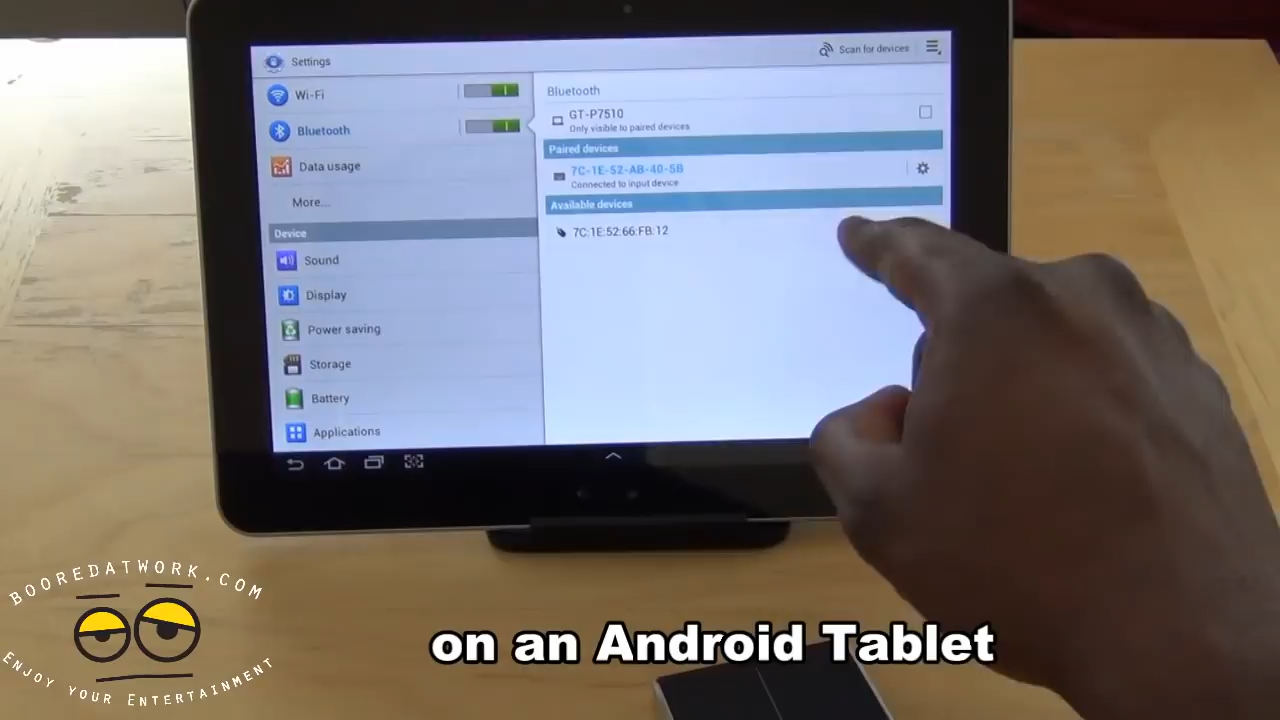 Settings
Scan for devices
Wi-Fi
Bluetooth
Data usage
More...
Device
Sound
Display
Power saving
Storage
Battery
Applications
Bluetooth
GT-P7510
Only visible to paired devices
Paired devices
7C-1E-52-AB-40-5B
Connected to input device
Available devices
7C:1E:52:66:FB:12
BOOREDATWORK.COM
ENJOY YOUR ENTERTAINMENT
on an Android Tablet